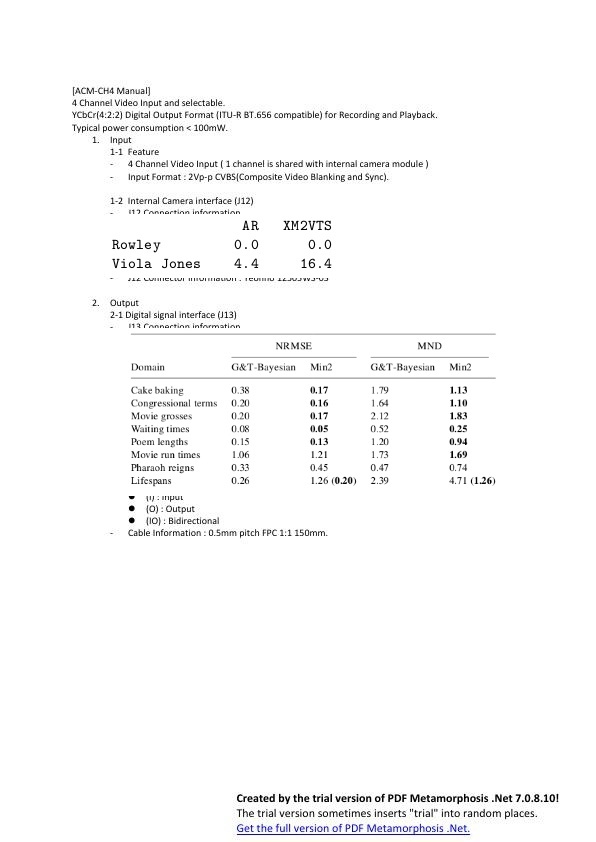 [ACM-CH4 Manual]
4 Channel Video Input and selectable.
YCbCr(4:2:2) Digital Output Format (ITU-R BT.656 compatible) for Recording and Playback.
Typical power consumption < 100mW.
1. Input
1-1 Feature
- 4 Channel Video Input ( 1 channel is shared with internal camera module )
- Input Format : 2Vp-p CVBS(Composite Video Blanking and Sync).
1-2 Internal Camera interface (J12)
- J12 Connection information
AR XM2VTS
Rowley 0.0 0.0
Viola Jones 4.4 16.4
- J12 Connector information : Yeonho
2. Output
2-1 Digital signal interface (J13)
- J13 Connection information
NRMSE MND
Domain G&T-Bayesian Min2 G&T-Bayesian Min2
Cake baking 0.38 0.17 1.79 1.13
Congressional terms 0.20 0.16 1.64 1.10
Movie grosses 0.20 0.17 2.12 1.83
Waiting times 0.08 0.05 0.52 0.25
Poem lengths 0.15 0.13 1.20 0.94
Movie run times 1.06 1.21 1.73 1.69
Pharaoh reigns 0.33 0.45 0.47 0.74
Lifespans 0.26 1.26 (0.20) 2.39 4.71 (1.26)
● (I) : Input
● (O) : Output
● (IO) : Bidirectional
- Cable Information : 0.5mm pitch FPC 1:1 150mm.
Created by the trial version of PDF Metamorphosis .Net 7.0.8.10!
The trial version sometimes inserts "trial" into random places.
Get the full version of PDF Metamorphosis .Net.